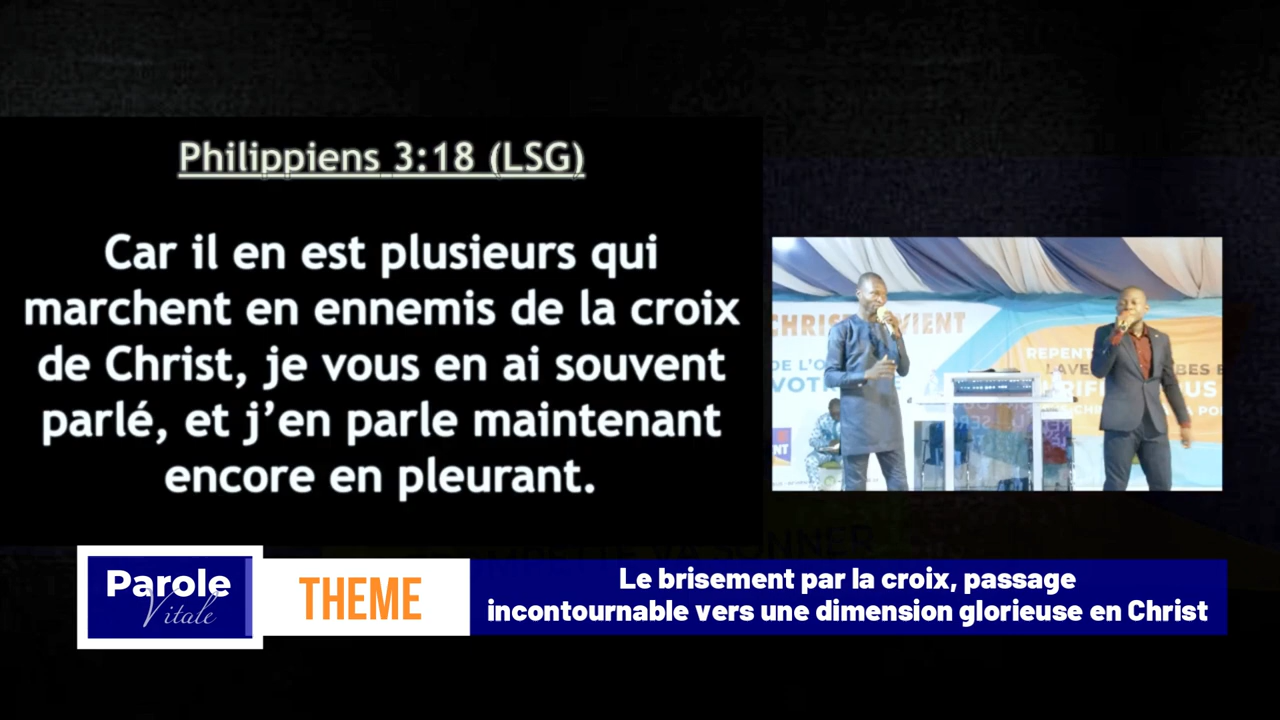 Philippiens 3:18 (LSG)
Car il en est plusieurs qui
marchent en ennemis de la croix
de Christ, je vous en ai souvent
parlé, et j’en parle maintenant
encore en pleurant.
CHRIST VIENT
REPENT
Parole
Vitale
THEME
Le brisement par la croix, passage
incontournable vers une dimension glorieuse en Christ